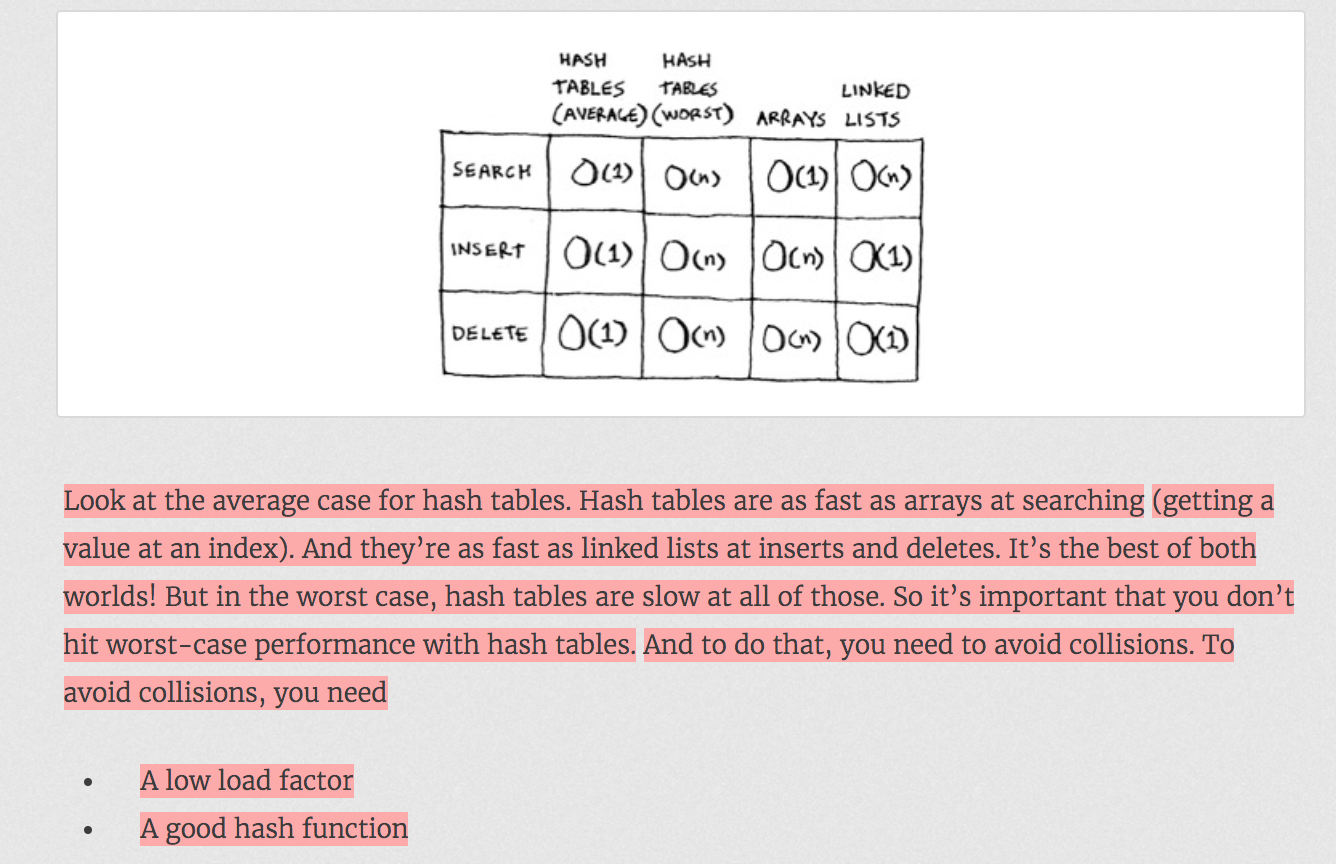 HASH HASH
TABLES TABLES LINKED
(AVERAGE) (WORST) ARRAYS LISTS
SEARCH O(1) O(n) O(1) O(n)
INSERT O(1) O(n) O(n) O(1)
DELETE O(1) O(n) O(n) O(1)
Look at the average case for hash tables. Hash tables are as fast as arrays at searching (getting a
value at an index). And they’re as fast as linked lists at inserts and deletes. It’s the best of both
worlds! But in the worst case, hash tables are slow at all of those. So it’s important that you don’t
hit worst-case performance with hash tables. And to do that, you need to avoid collisions. To
avoid collisions, you need
• A low load factor
• A good hash function